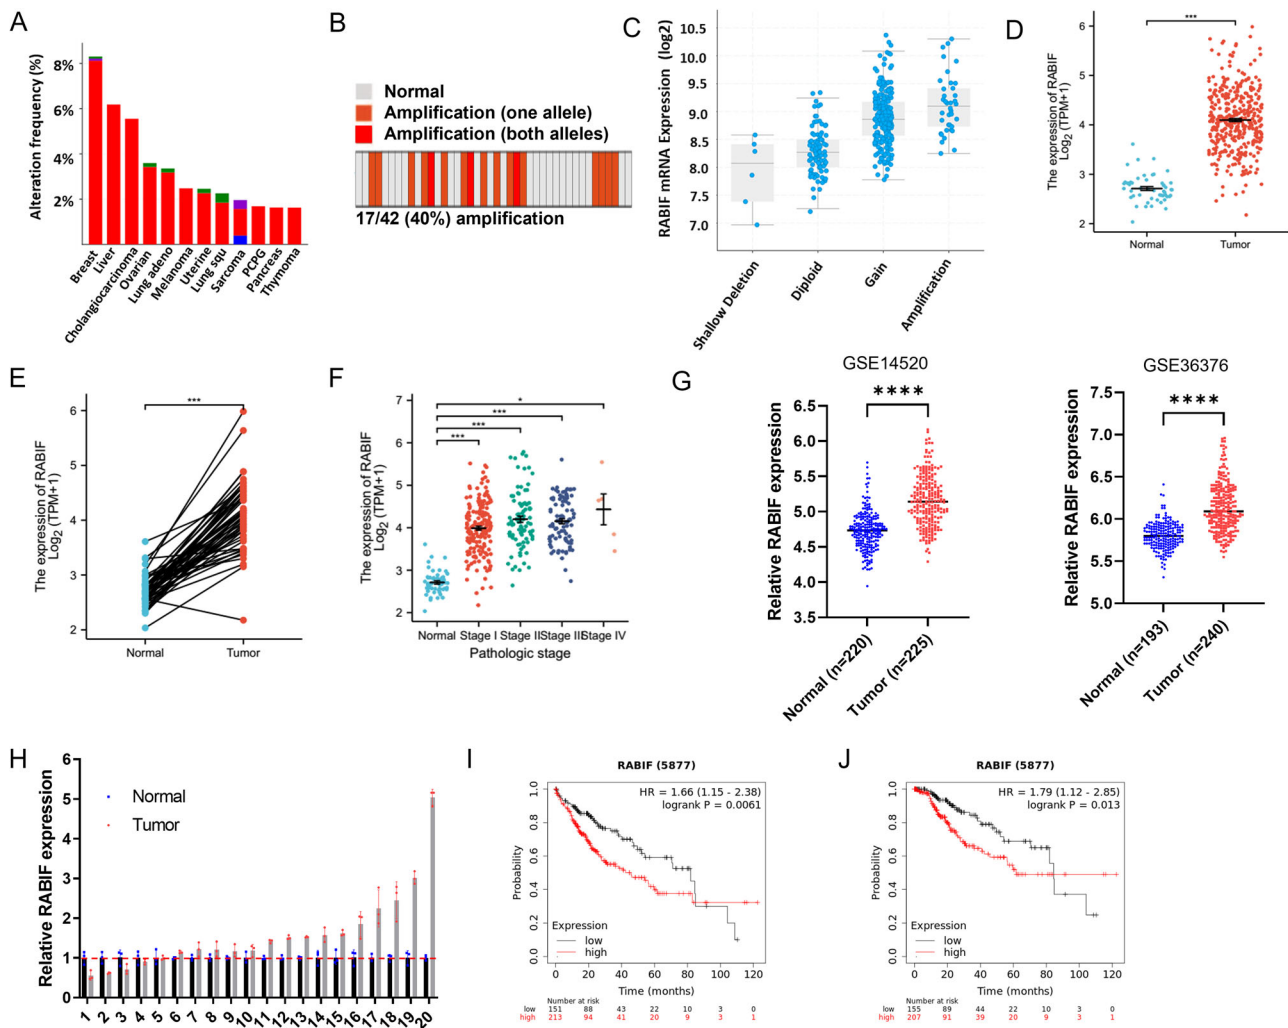 A
Alteration frequency (%)
8%
6%
4%
2%
Breast
Liver
Cholangiocarcinoma
Ovarian
Lung adeno
Melanoma
Uterine
Lung squ
Sarcoma
PCPG
Pancreas
Thymoma
B
Normal
Amplification (one allele)
Amplification (both alleles)
17/42 (40%) amplification
C
RABIF mRNA Expression (log2)
10.5
10.0
9.5
9.0
8.5
8.0
7.5
7.0
Shallow Deletion
Diploid
Gain
Amplification
D
The expression of RABIF
Log2 (TPM+1)
***
6
5
4
3
2
Normal
Tumor
E
The expression of RABIF
Log2 (TPM+1)
***
6
5
4
3
2
Normal
Tumor
F
The expression of RABIF
Log2 (TPM+1)
7
6
5
4
3
2
*
***
***
***
Normal Stage I Stage II Stage III Stage IV
Pathologic stage
G
GSE14520
****
Relative RABIF expression
6.5
6.0
5.5
5.0
4.5
4.0
3.5
Normal (n=220)
Tumor (n=225)
GSE36376
****
Relative RABIF expression
7.5
7.0
6.5
6.0
5.5
5.0
Normal (n=193)
Tumor (n=240)
H
Relative RABIF expression
6
5
4
3
2
1
0
Normal
Tumor
1 2 3 4 5 6 7 8 9 10 11 12 13 14 15 16 17 18 19 20
I
RABIF (5877)
HR = 1.66 (1.15 - 2.38)
logrank P = 0.0061
Probability
1.0
0.8
0.6
0.4
0.2
0.0
Expression
low
high
0 20 40 60 80 100 120
Time (months)
Number at risk
low 151 88 43 22 10 3 0
high 213 94 41 20 9 3 1
J
RABIF (5877)
HR = 1.79 (1.12 - 2.85)
logrank P = 0.013
Probability
1.0
0.8
0.6
0.4
0.2
0.0
Expression
low
high
0 20 40 60 80 100 120
Time (months)
Number at risk
low 155 89 44 22 10 3 0
high 207 91 39 20 9 3 1